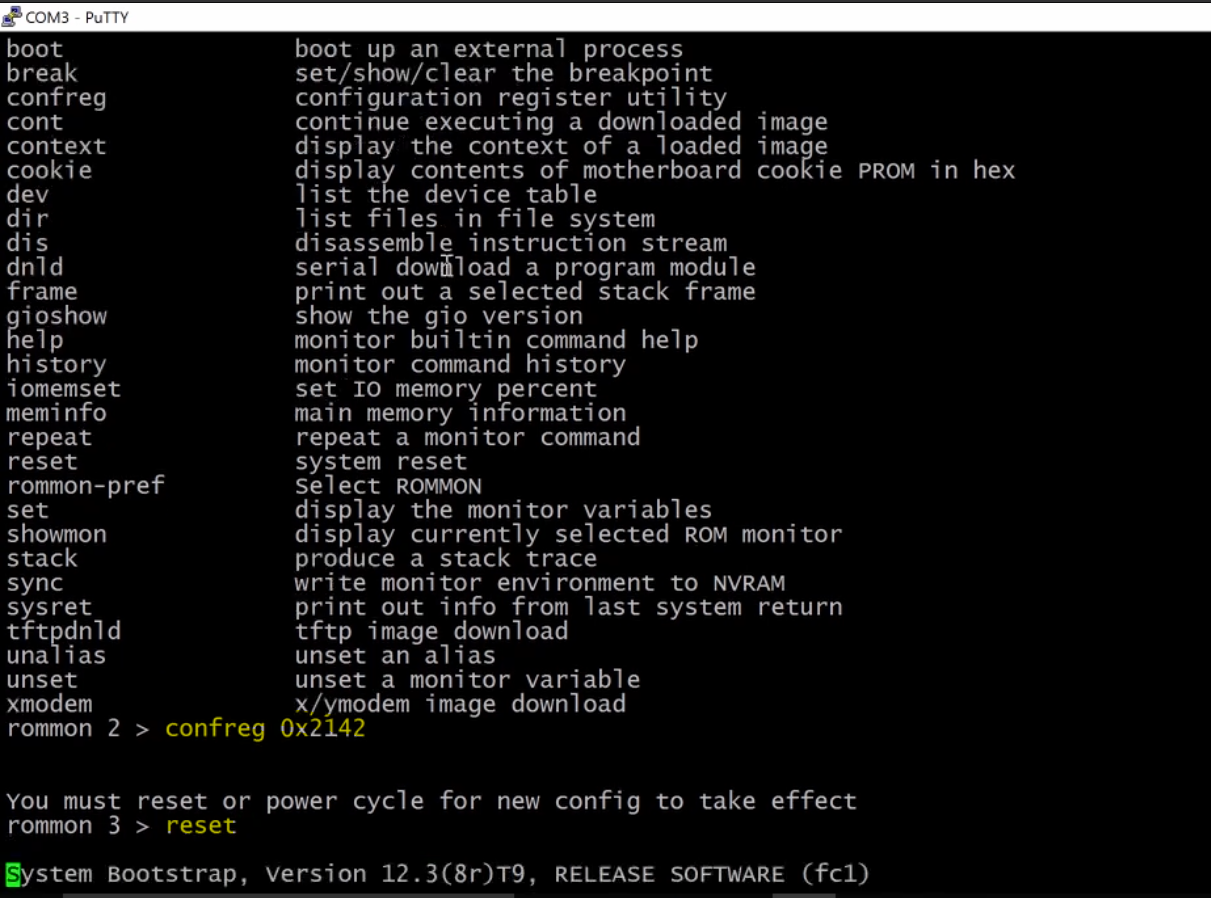 COM3 - PuTTY
boot boot up an external process
break set/show/clear the breakpoint
confreg configuration register utility
cont continue executing a downloaded image
context display the context of a loaded image
cookie display contents of motherboard cookie PROM in hex
dev list the device table
dir list files in file system
dis disassemble instruction stream
dnld serial download a program module
frame print out a selected stack frame
gioshow show the gio version
help monitor builtin command help
history monitor command history
iomemset set IO memory percent
meminfo main memory information
repeat repeat a monitor command
reset system reset
rommon-pref Select ROMMON
set display the monitor variables
showmon display currently selected ROM monitor
stack produce a stack trace
sync write monitor environment to NVRAM
sysret print out info from last system return
tftpdnld tftp image download
unalias unset an alias
unset unset a monitor variable
xmodem x/ymodem image download
rommon 2 > confreg 0x2142
You must reset or power cycle for new config to take effect
rommon 3 > reset
System Bootstrap, Version 12.3(8r)T9, RELEASE SOFTWARE (fc1)